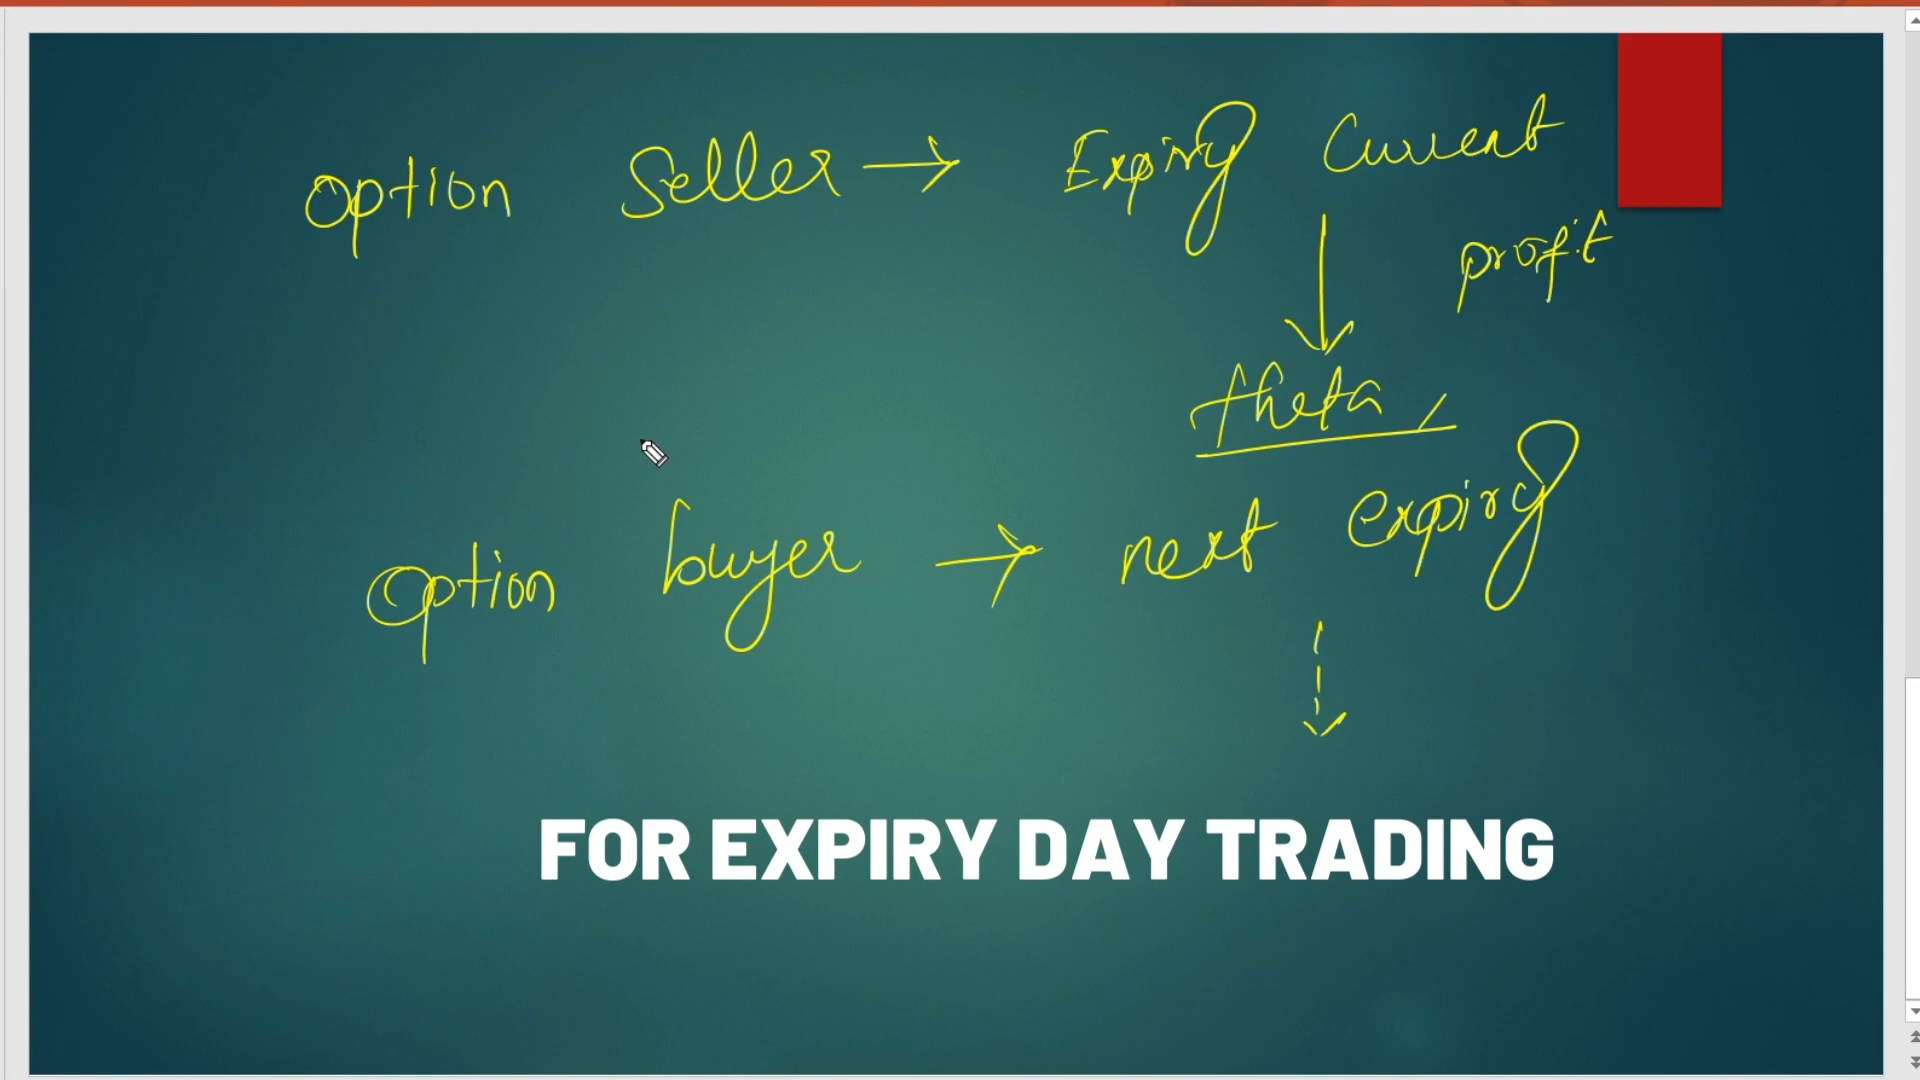 Option Seller → Expiry Current
profit
theta
Option buyer → next expiry
FOR EXPIRY DAY TRADING